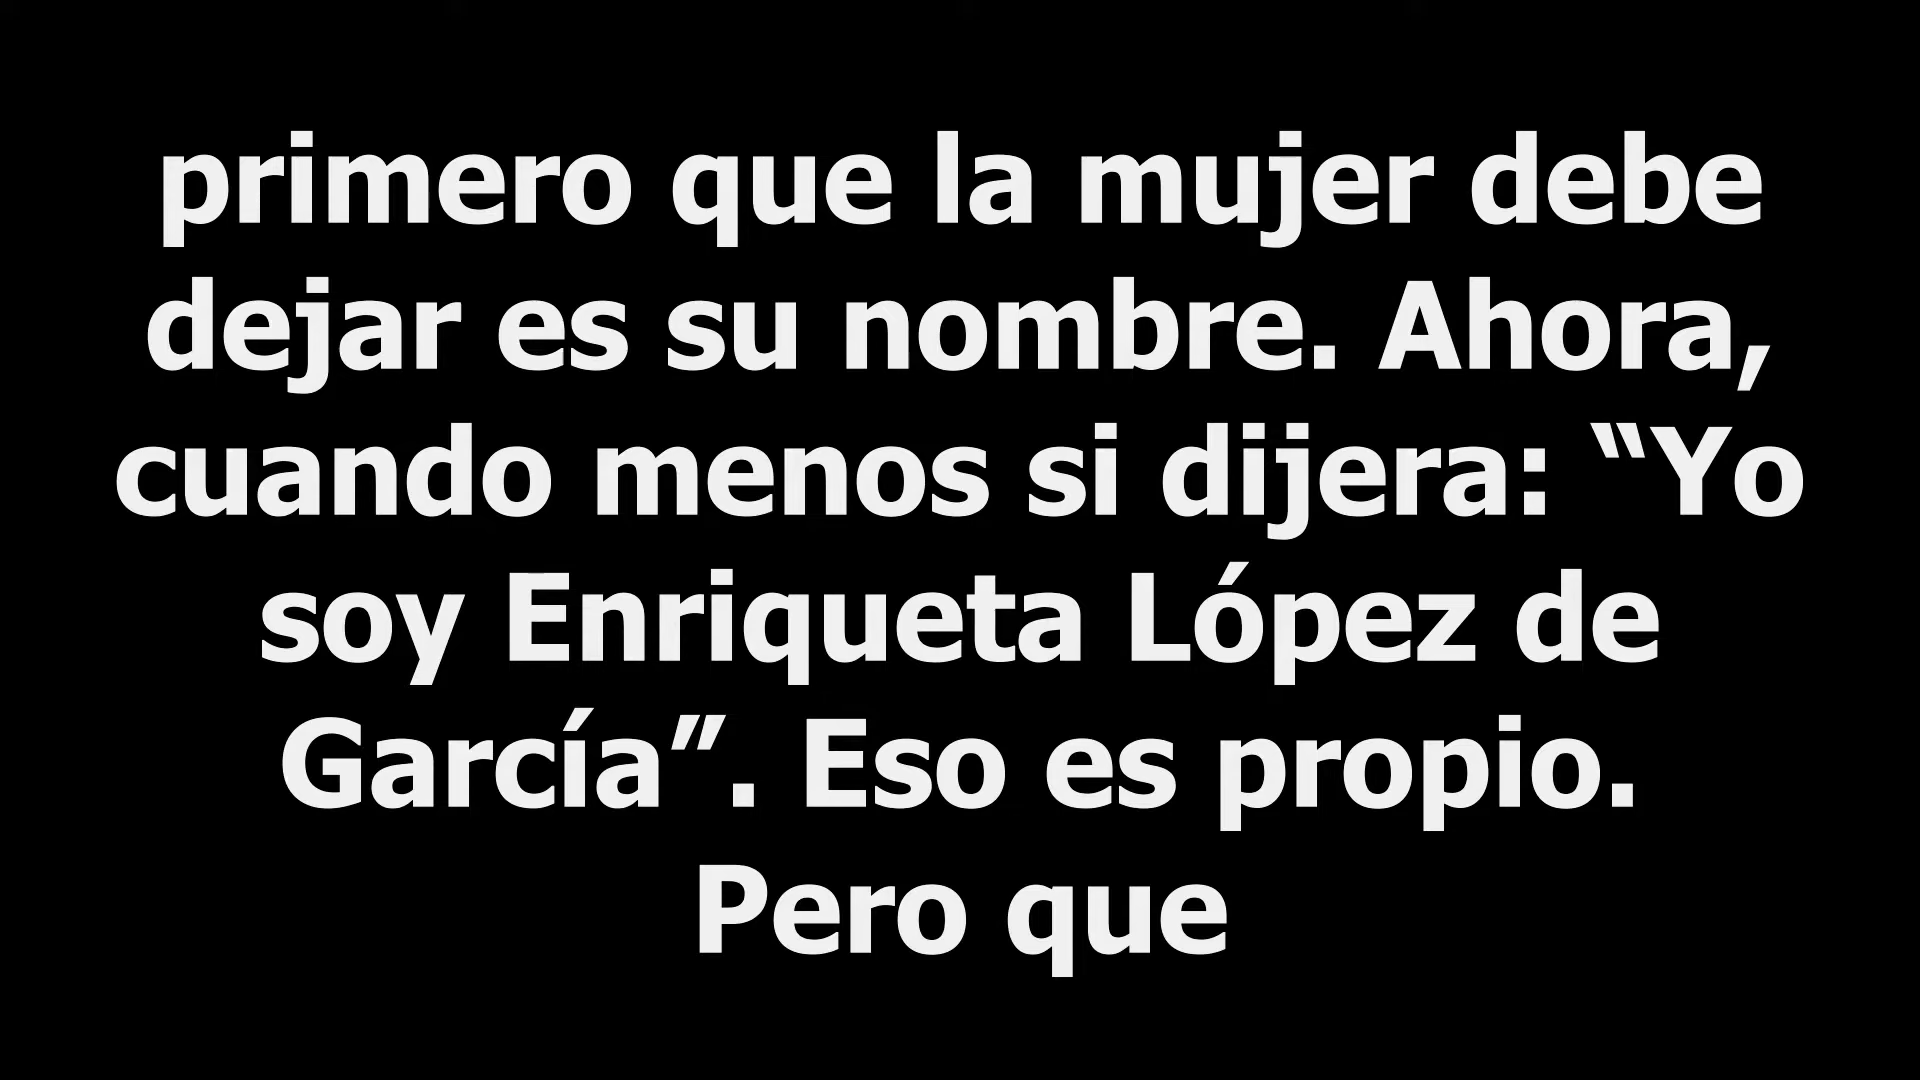 primero que la mujer debe
dejar es su nombre. Ahora,
cuando menos si dijera: “Yo
soy Enriqueta López de
García”. Eso es propio.
Pero que